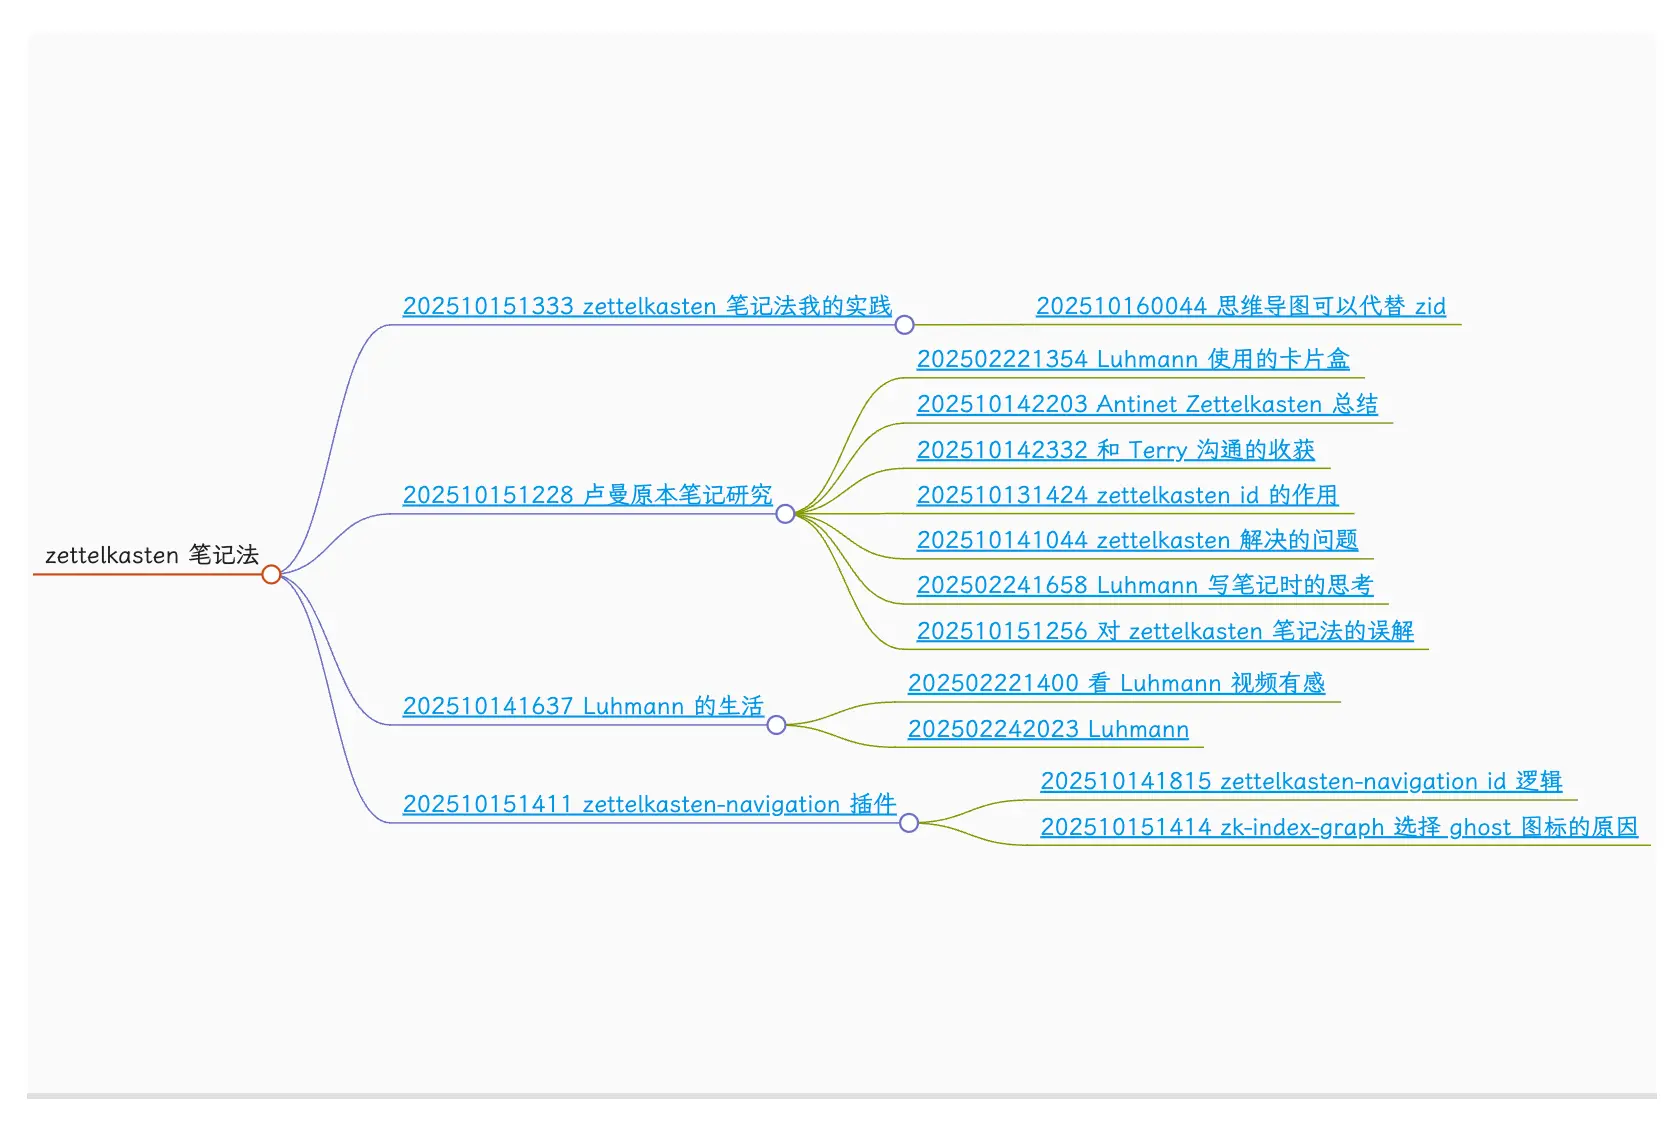 zettelkasten 笔记法
202510151333 zettelkasten 笔记法我的实践
202510160044 思维导图可以代替 zid
202510151228 卢曼原本笔记研究
202502221354 Luhmann 使用的卡片盒
202510142203 Antinet Zettelkasten 总结
202510142332 和 Terry 沟通的收获
202510131424 zettelkasten id 的作用
202510141044 zettelkasten 解决的问题
202502241658 Luhmann 写笔记时的思考
202510151256 对 zettelkasten 笔记法的误解
202510141637 Luhmann 的生活
202502221400 看 Luhmann 视频有感
202502242023 Luhmann
202510151411 zettelkasten-navigation 插件
202510141815 zettelkasten-navigation id 逻辑
202510151414 zk-index-graph 选择 ghost 图标的原因